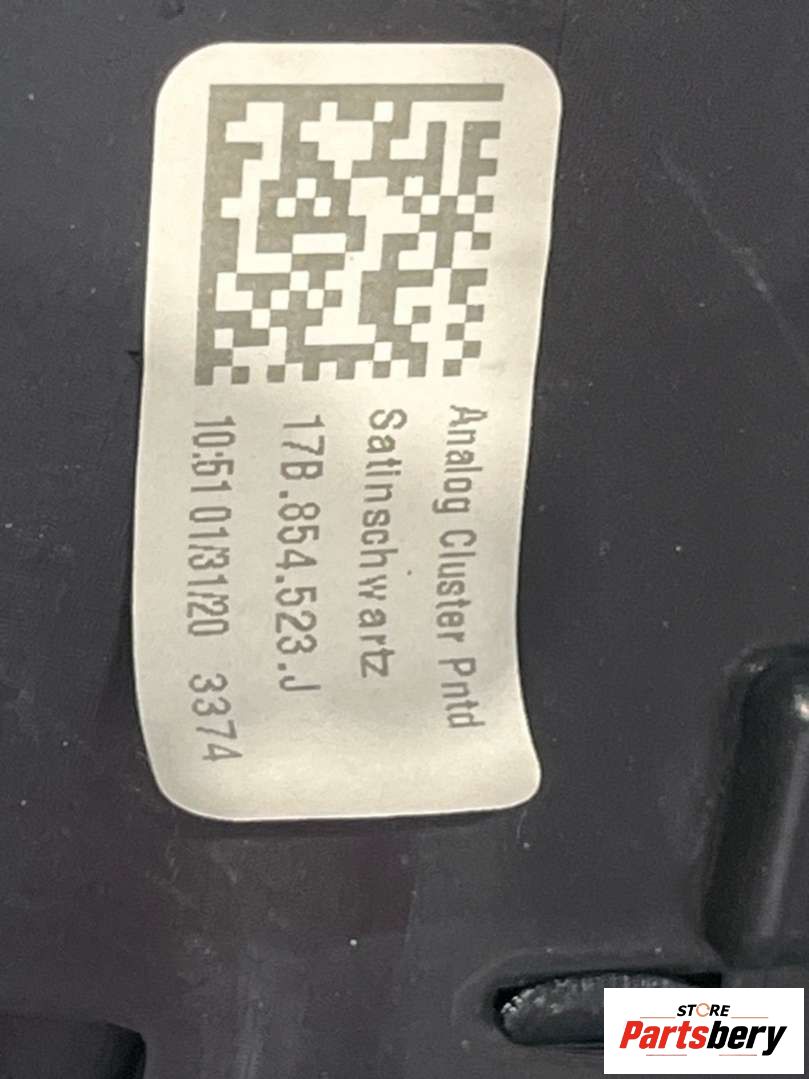 Analog Cluster Pntd
Satinschwartz
17B.854.523.J
10:51 01/31/20 3374
STORE
Partsbery